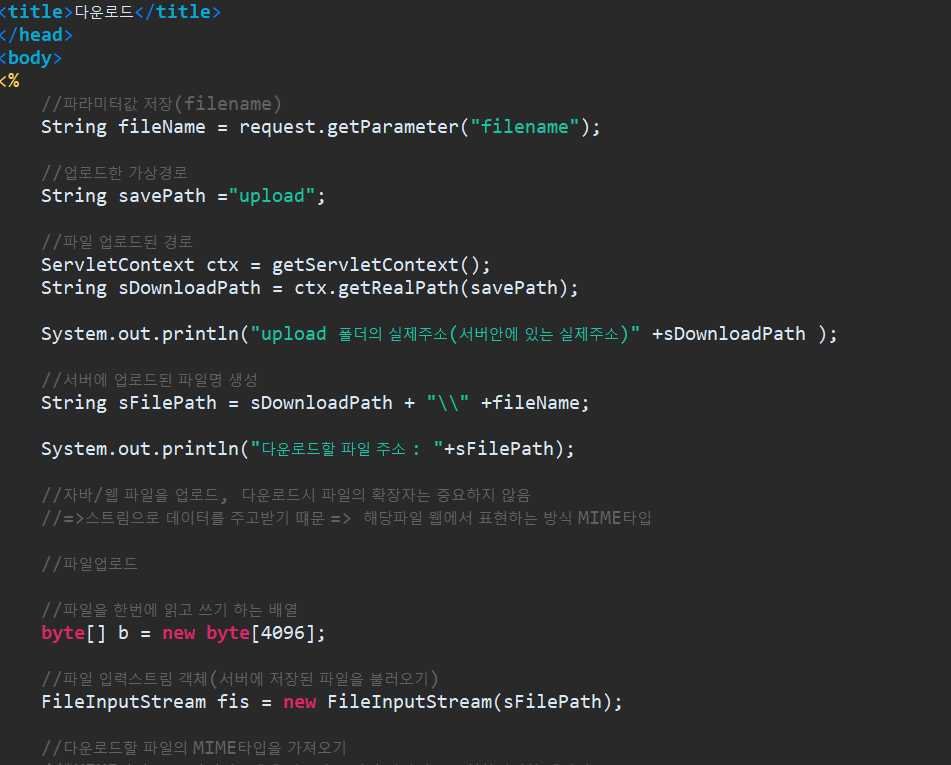 <title>다운로드</title>
</head>
<body>
<%
//파라미터값 저장(filename)
String fileName = request.getParameter("filename");
//업로드한 가상경로
String savePath ="upload";
//파일 업로드된 경로
ServletContext ctx = getServletContext();
String sDownloadPath = ctx.getRealPath(savePath);
System.out.println("upload 폴더의 실제주소(서버안에 있는 실제주소)" +sDownloadPath );
//서버에 업로드된 파일명 생성
String sFilePath = sDownloadPath + "\\" +fileName;
System.out.println("다운로드할 파일 주소 : "+sFilePath);
//자바/웹 파일을 업로드, 다운로드시 파일의 확장자는 중요하지 않음
//=>스트림으로 데이터를 주고받기 때문 => 해당파일 웹에서 표현하는 방식 MIME타입
//파일업로드
//파일을 한번에 읽고 쓰기 하는 배열
byte[] b = new byte[4096];
//파일 입력스트림 객체(서버에 저장된 파일을 불러오기)
FileInputStream fis = new FileInputStream(sFilePath);
//다운로드할 파일의 MIME타입을 가져오기